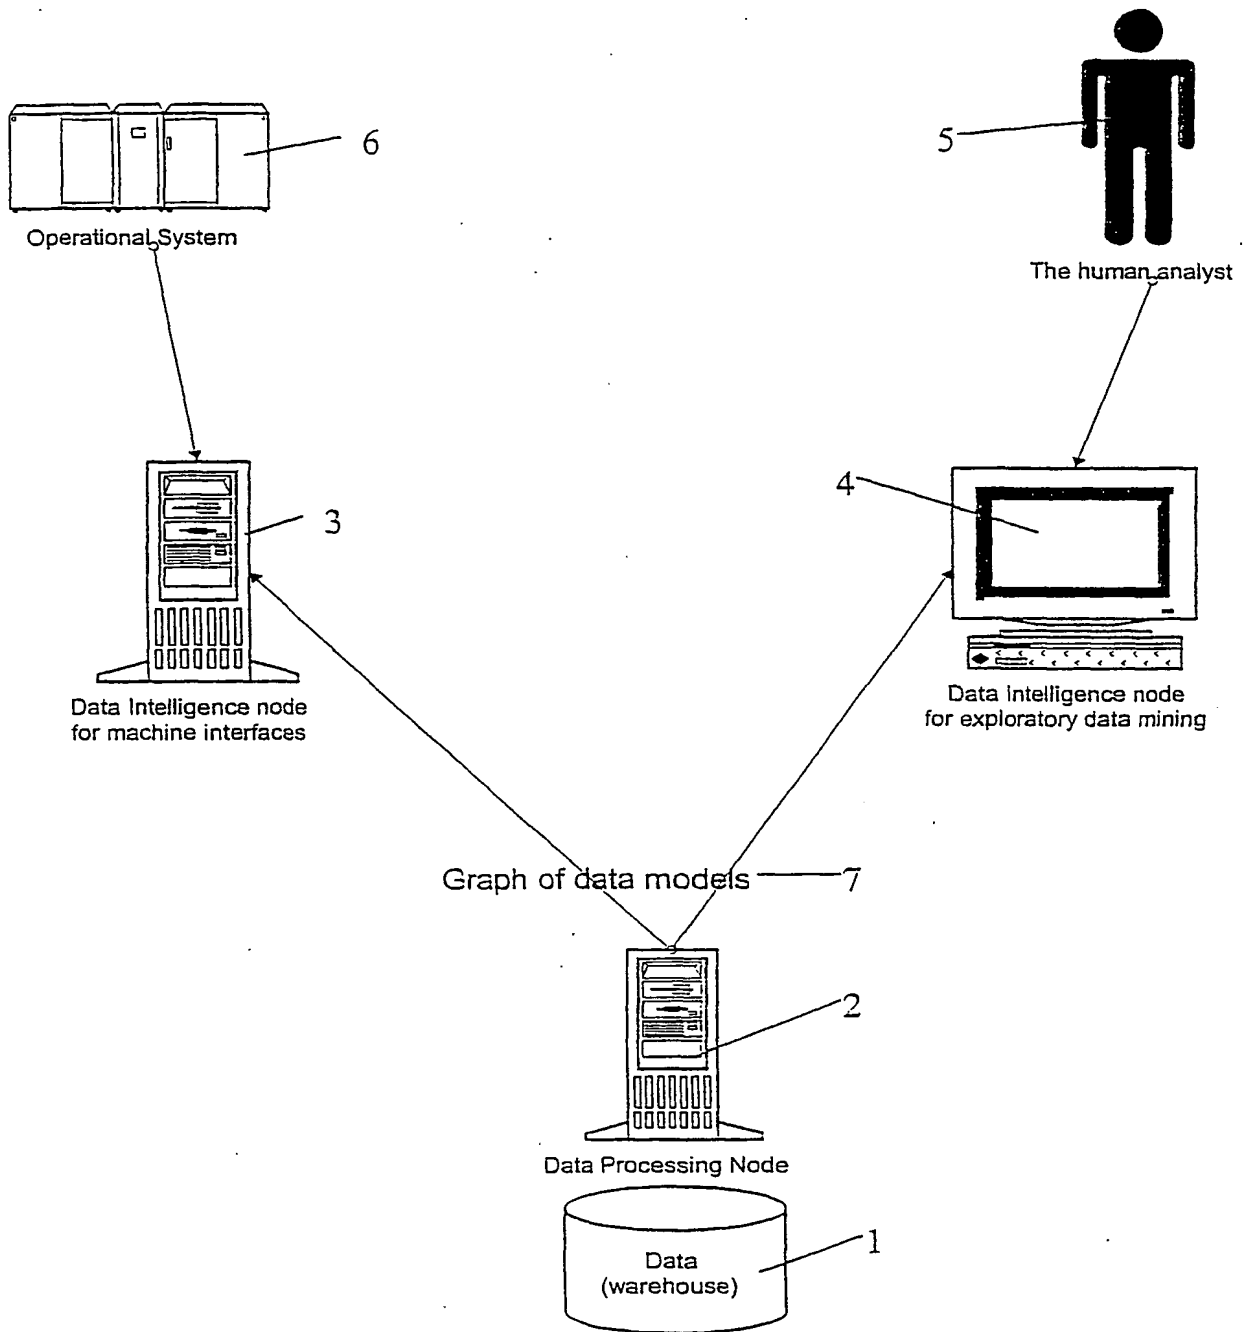 6
5
Operational System
The human analyst
3
4
Data Intelligence node
for machine interfaces
Data Intelligence node
for exploratory data mining
Graph of data models
7
2
Data Processing Node
1
Data
(warehouse)